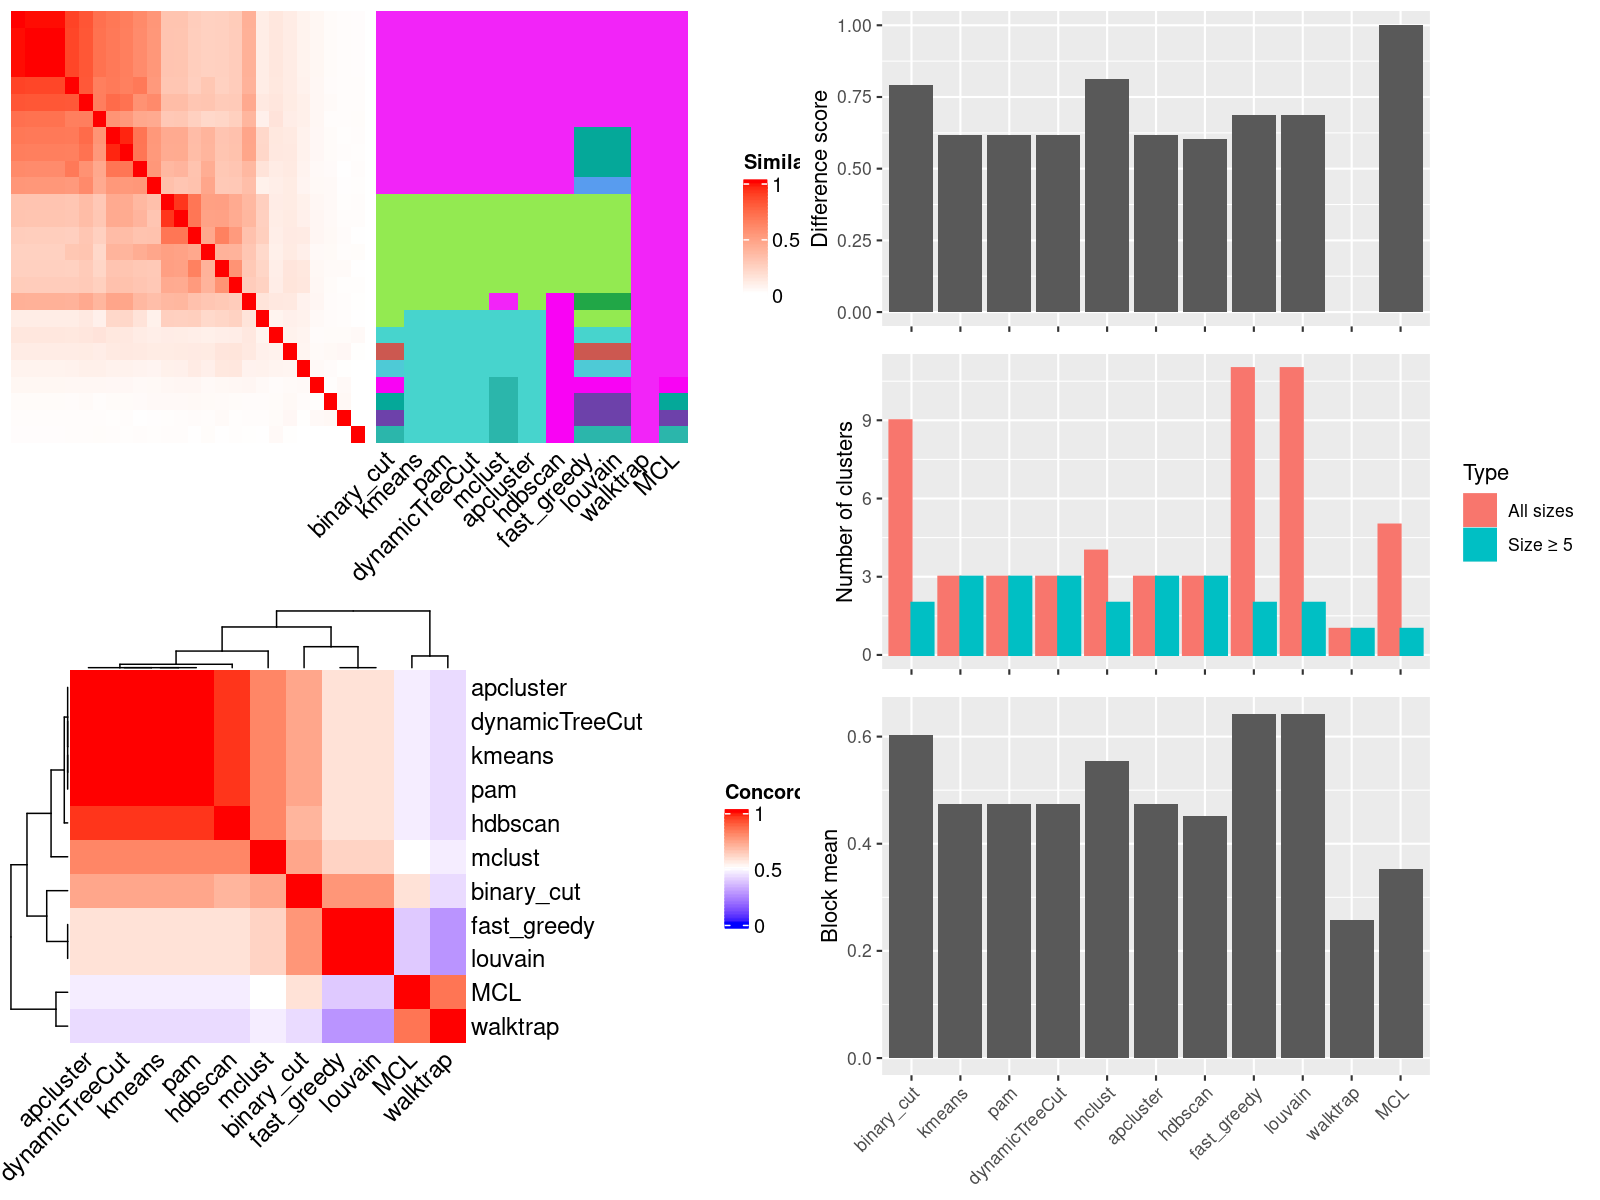 Simila
1
0.5
0
binary_cut
kmeans
pam
dynamicTreeCut
mclust
apcluster
hdbscan
fast_greedy
louvain
walktrap
MCL
Difference score
1.00
0.75
0.50
0.25
0.00
Number of clusters
9
6
3
0
Type
All sizes
Size ≥ 5
apcluster
dynamicTreeCut
kmeans
pam
hdbscan
mclust
binary_cut
fast_greedy
louvain
MCL
walktrap
Concord
1
0.5
0
apcluster
dynamicTreeCut
kmeans
pam
hdbscan
mclust
binary_cut
fast_greedy
louvain
MCL
walktrap
Block mean
0.6
0.4
0.2
0.0
binary_cut
kmeans
pam
dynamicTreeCut
mclust
apcluster
hdbscan
fast_greedy
louvain
walktrap
MCL